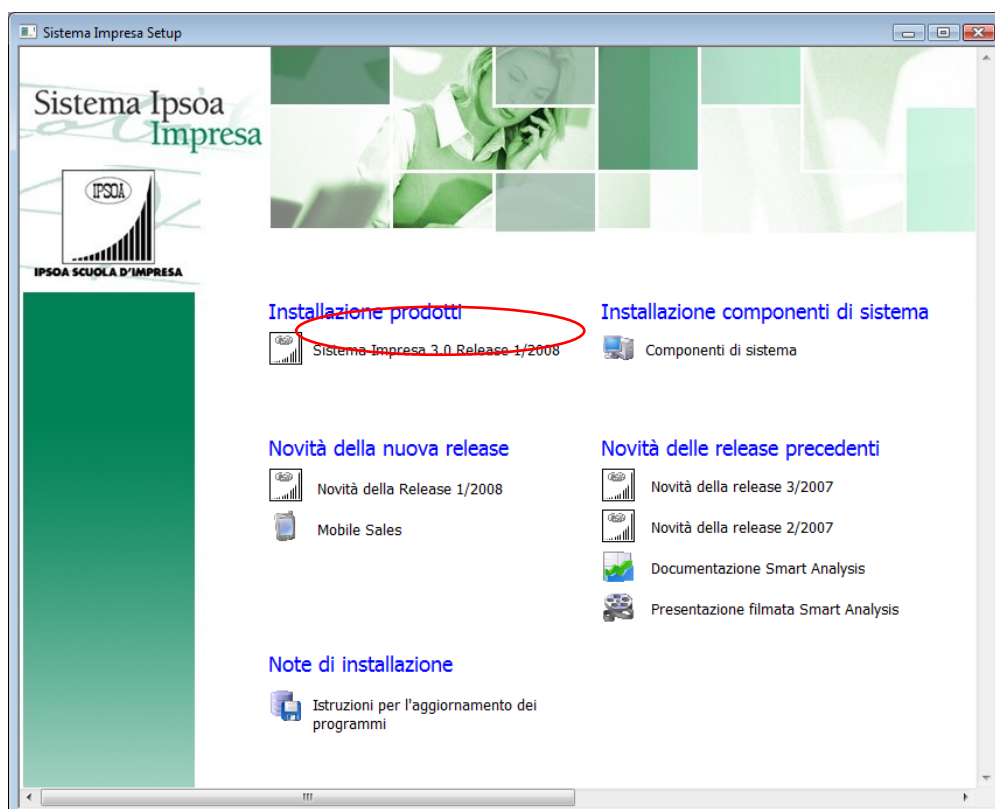 Sistema Impresa Setup
Sistema Ipsoa
Impresa
IPSOA
IPSOA SCUOLA D'IMPRESA
Installazione prodotti
Sistema Impresa 3.0 Release 1/2008
Installazione componenti di sistema
Componenti di sistema
Novità della nuova release
Novità della Release 1/2008
Mobile Sales
Novità delle release precedenti
Novità della release 3/2007
Novità della release 2/2007
Documentazione Smart Analysis
Presentazione filmata Smart Analysis
Note di installazione
Istruzioni per l'aggiornamento dei
programmi